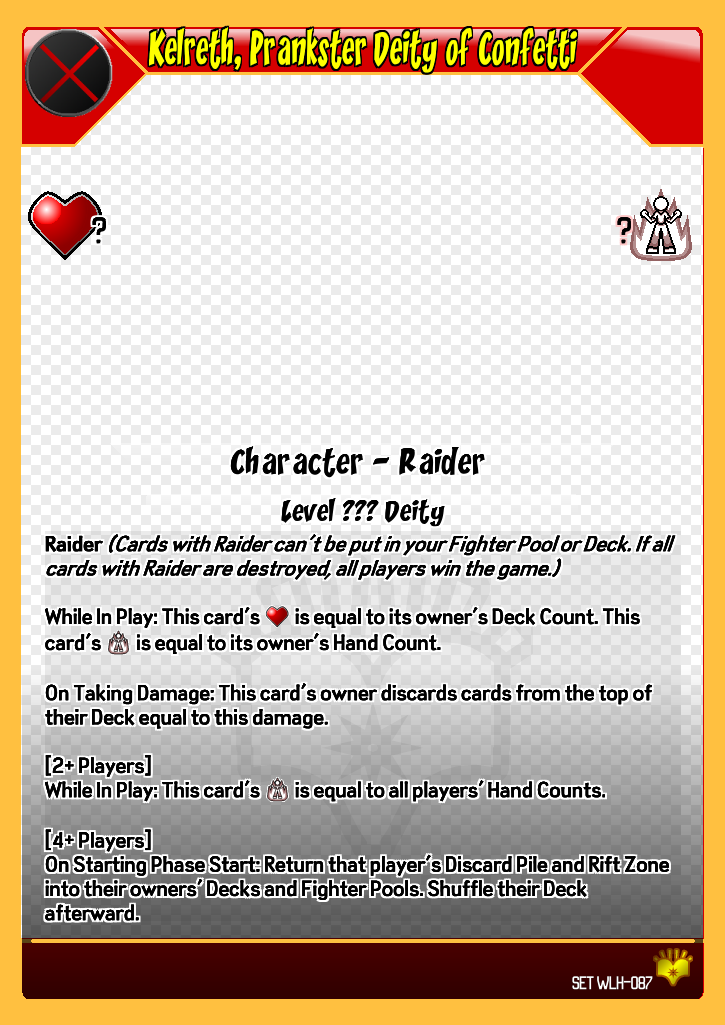 Kelreth, Prankster Deity of Confetti
?
?
Character - Raider
Level ??? Deity
Raider (Cards with Raider can't be put in your Fighter Pool or Deck. If all
cards with Raider are destroyed, all players win the game.)
While In Play: This card's is equal to its owner's Deck Count. This
card's is equal to its owner's Hand Count.
On Taking Damage: This card's owner discards cards from the top of
their Deck equal to this damage.
[2+ Players]
While In Play: This card's is equal to all players' Hand Counts.
[4+ Players]
On Starting Phase Start: Return that player's Discard Pile and Rift Zone
into their owners' Decks and Fighter Pools. Shuffle their Deck
afterward.
SET WLH-087